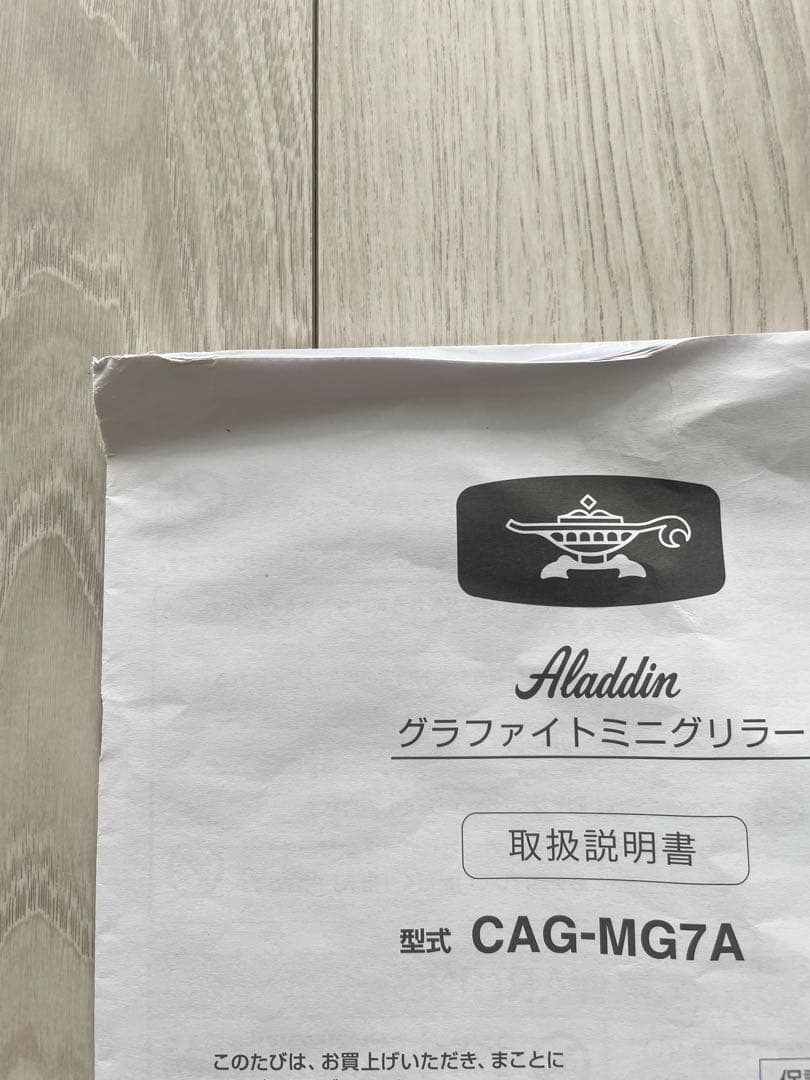 Aladdin
グラファイトミニグリラー
取扱説明書
型式 CAG-MG7A
このたびは、お買上げいただき、まことに